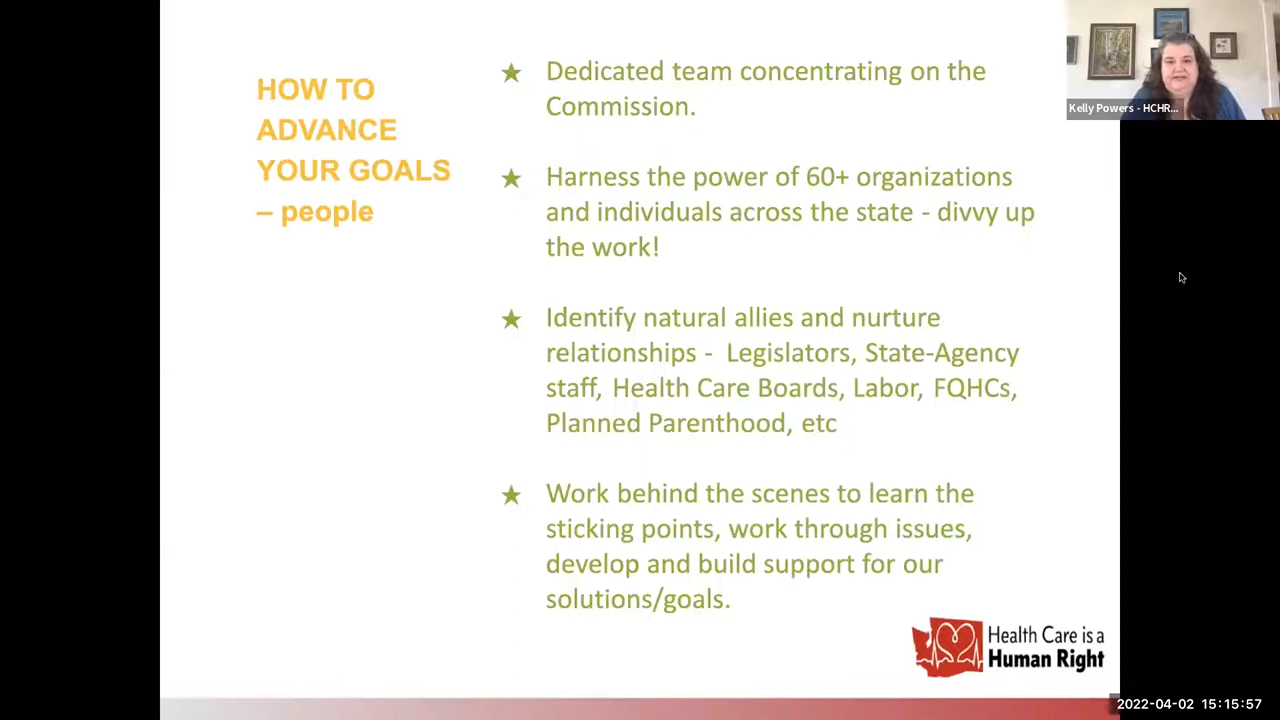 HOW TO
ADVANCE
YOUR GOALS
– people
★ Dedicated team concentrating on the
Commission.
★ Harness the power of 60+ organizations
and individuals across the state - divvy up
the work!
★ Identify natural allies and nurture
relationships -  Legislators, State-Agency
staff, Health Care Boards, Labor, FQHCs,
Planned Parenthood, etc
★ Work behind the scenes to learn the
sticking points, work through issues,
develop and build support for our
solutions/goals.
Health Care is a
Human Right
Kelly Powers - HCHR...
2022-04-02 15:15:57